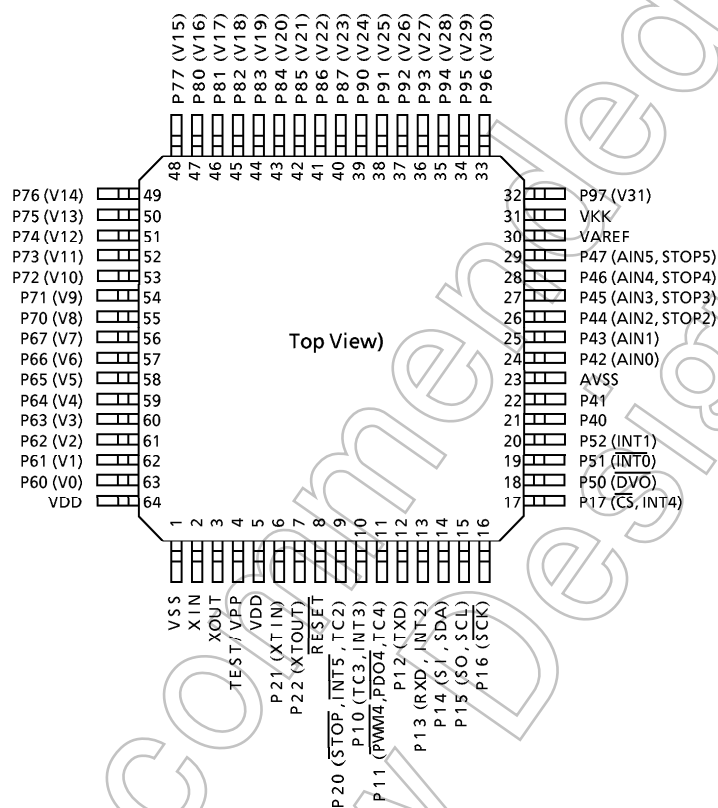 P77 (V15)
P80 (V16)
P81 (V17)
P82 (V18)
P83 (V19)
P84 (V20)
P85 (V21)
P86 (V22)
P87 (V23)
P90 (V24)
P91 (V25)
P92 (V26)
P93 (V27)
P94 (V28)
P95 (V29)
P96 (V30)
48 47 46 45 44 43 42 41 40 39 38 37 36 35 34 33
P76 (V14) 49
P75 (V13) 50
P74 (V12) 51
P73 (V11) 52
P72 (V10) 53
P71 (V9) 54
P70 (V8) 55
P67 (V7) 56
P66 (V6) 57
P65 (V5) 58
P64 (V4) 59
P63 (V3) 60
P62 (V2) 61
P61 (V1) 62
P60 (V0) 63
VDD 64
Top View)
32 P97 (V31)
31 VKK
30 VAREF
29 P47 (AIN5, STOP5)
28 P46 (AIN4, STOP4)
27 P45 (AIN3, STOP3)
26 P44 (AIN2, STOP2)
25 P43 (AIN1)
24 P42 (AIN0)
23 AVSS
22 P41
21 P40
20 P52 (INT1)
19 P51 (INT0)
18 P50 (DVO)
17 P17 (CS, INT4)
1 2 3 4 5 6 7 8 9 10 11 12 13 14 15 16
VSS
XIN
XOUT
TEST/VPP
VDD
P21 (XTIN)
P22 (XTOUT)
RESET
P20 (STOP, INT5, TC2)
P10 (TC3, INT3)
P11 (PWM4, PDO4, TC4)
P12 (TXD)
P13 (RXD, INT2)
P14 (SI, SDA)
P15 (SO, SCL)
P16 (SCK)